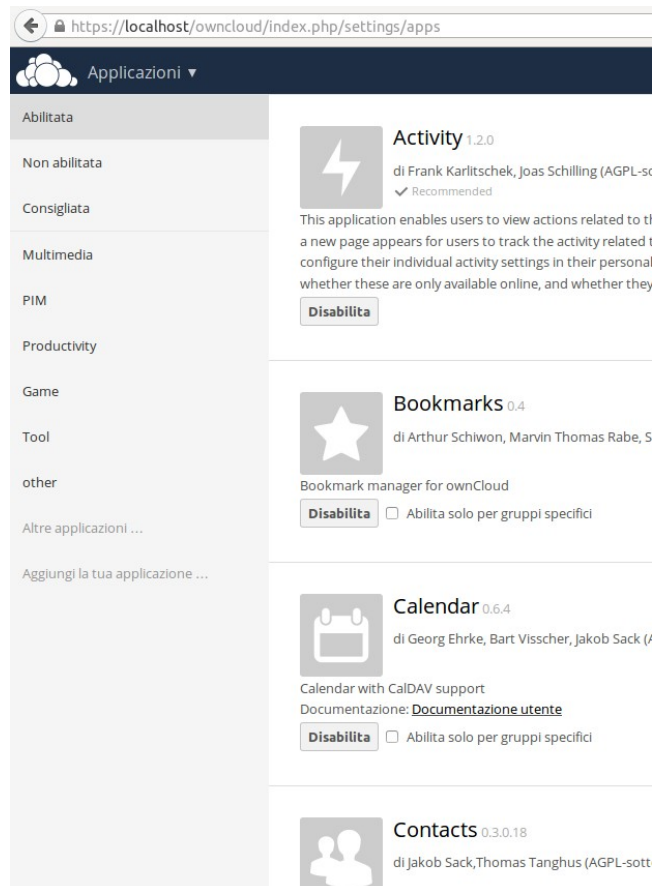 https://localhost/owncloud/index.php/settings/apps
Applicazioni ▾
Abilitata
Non abilitata
Consigliata
Multimedia
PIM
Productivity
Game
Tool
other
Altre applicazioni ...
Aggiungi la tua applicazione ...
Activity 1.2.0
di Frank Karlitschek, Joas Schilling (AGPL-so
Recommended
This application enables users to view actions related to th
a new page appears for users to track the activity related t
configure their individual activity settings in their personal
whether these are only available online, and whether they
Disabilita
Bookmarks 0.4
di Arthur Schiwon, Marvin Thomas Rabe, S
Bookmark manager for ownCloud
Disabilita Abilita solo per gruppi specifici
Calendar 0.6.4
di Georg Ehrke, Bart Visscher, Jakob Sack (A
Calendar with CalDAV support
Documentazione: Documentazione utente
Disabilita Abilita solo per gruppi specifici
Contacts 0.3.0.18
di Jakob Sack,Thomas Tanghus (AGPL-sott